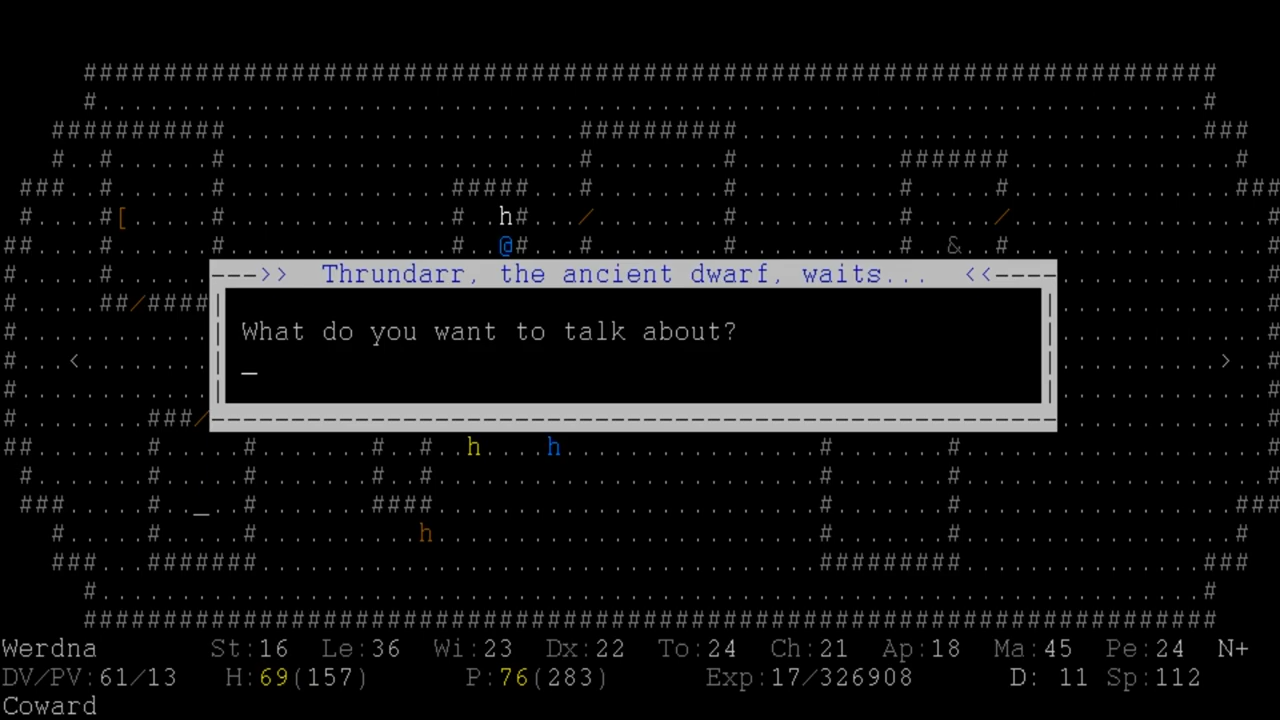 #######################################################################
#.....................................................................#
###########......................##########.............................###
#..#......#......................#........#..........#######..............#
###..#......#..............#####...#........#..........#.....#..............###
#....#[.....#..............#..h#.../........#..........#...../................#
##....#......#..............#..@#...#........#..........#..&..#................#
--->> Thrundarr, the ancient dwarf, waits... <<----
#.....##/####
What do you want to talk about?
#...<........ _ ..........>..#
#........###/
##.......#.....#.......#..#..h....h................#.......#...................#
#.......#.....#.......#..#........................#.......#..................#
###.....#.._..#.......####........................#.......#.................###
#.....#.....#..........h........................#.......#.................#
###...#######...................................#########...............###
#.....................................................................#
#######################################################################
Werdna St:16 Le:36 Wi:23 Dx:22 To:24 Ch:21 Ap:18 Ma:45 Pe:24 N+
DV/PV:61/13 H:69(157) P:76(283) Exp:17/326908 D: 11 Sp:112
Coward